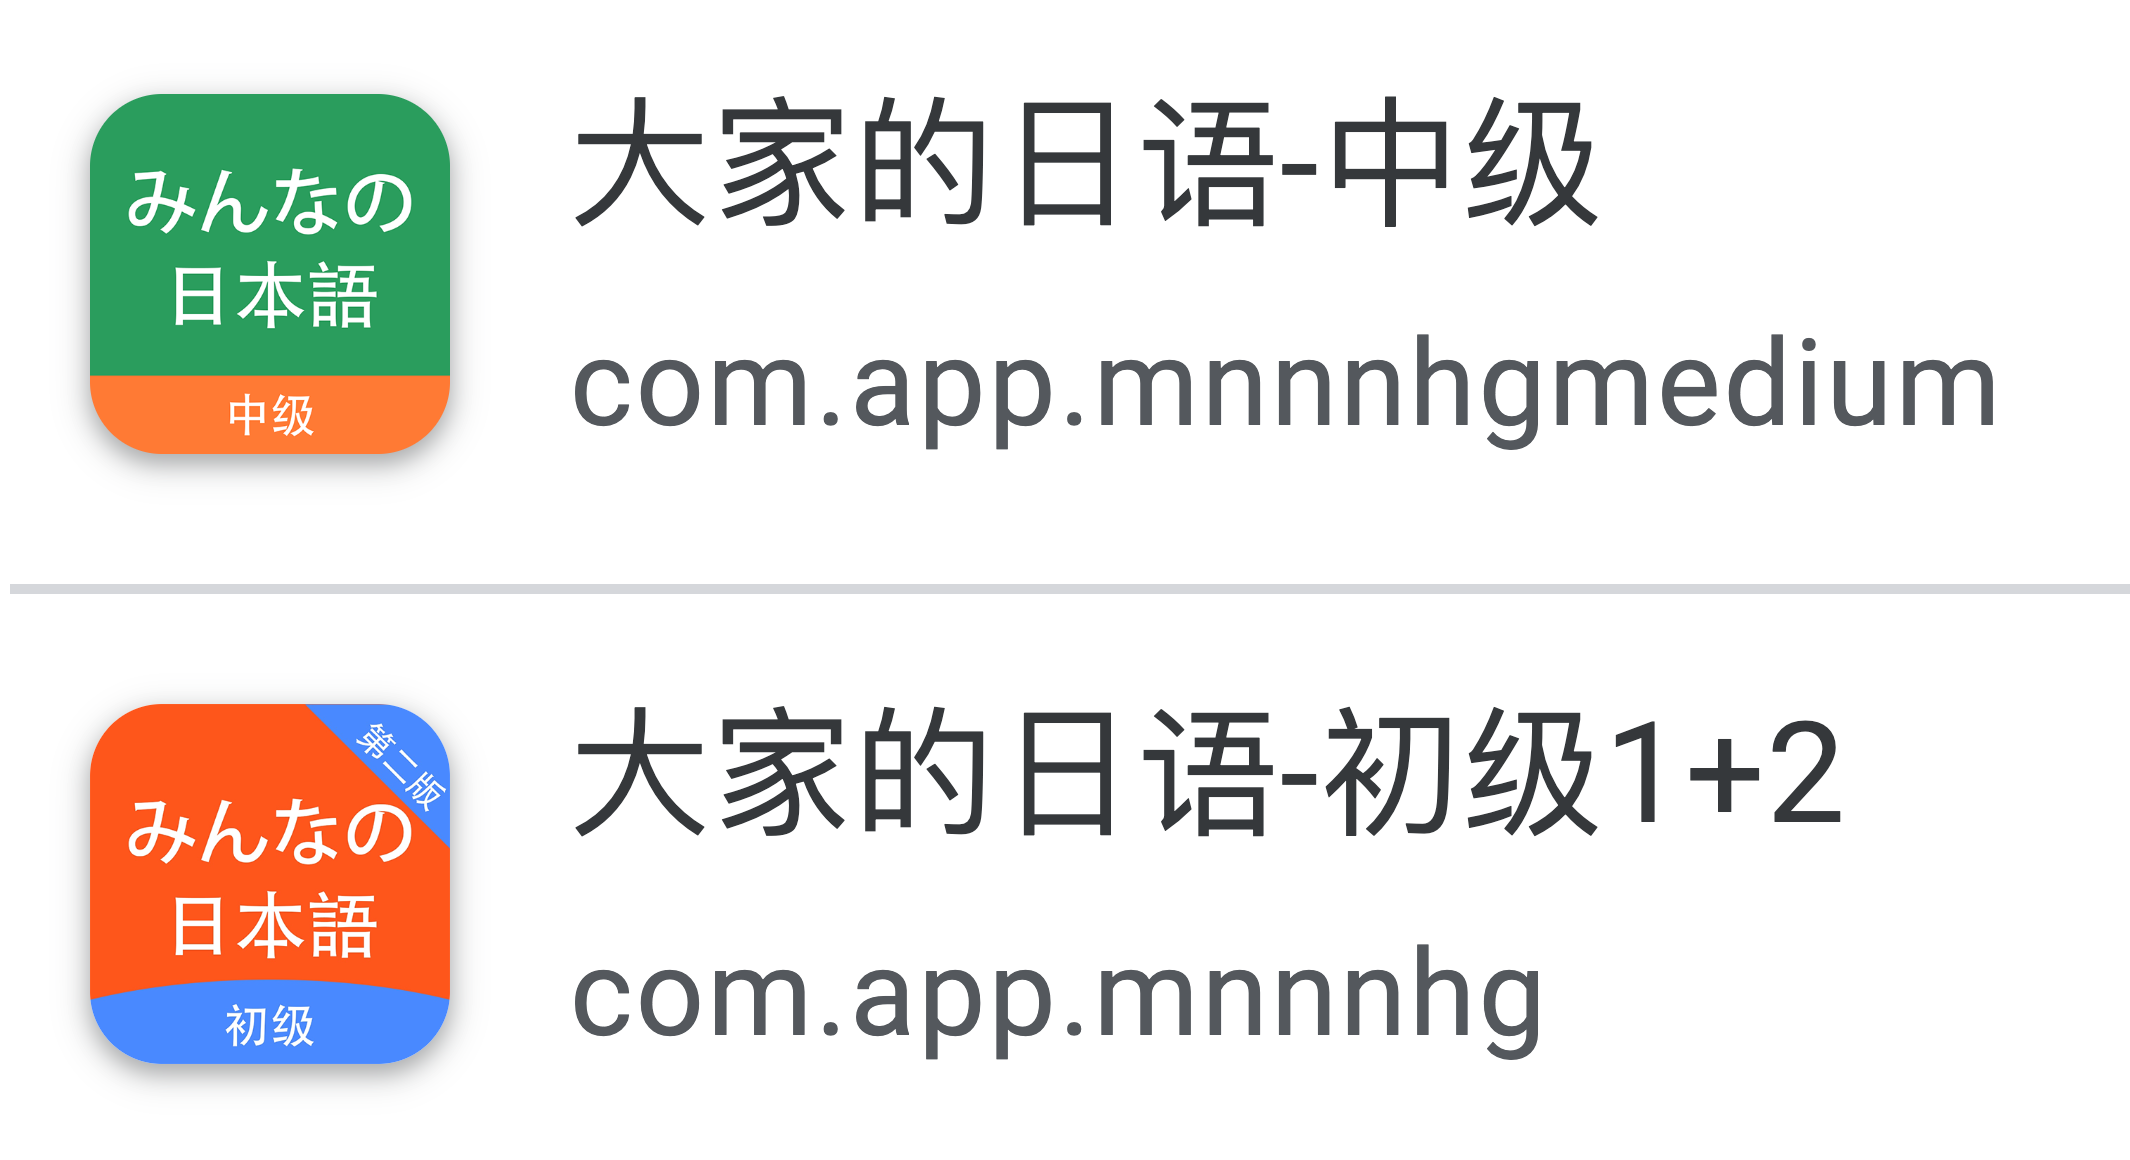 みんなの
日本語
中级
大家的日语-中级
com.app.mnnnhgmedium
第二版
みんなの
日本語
初级
大家的日语-初级1+2
com.app.mnnnhg